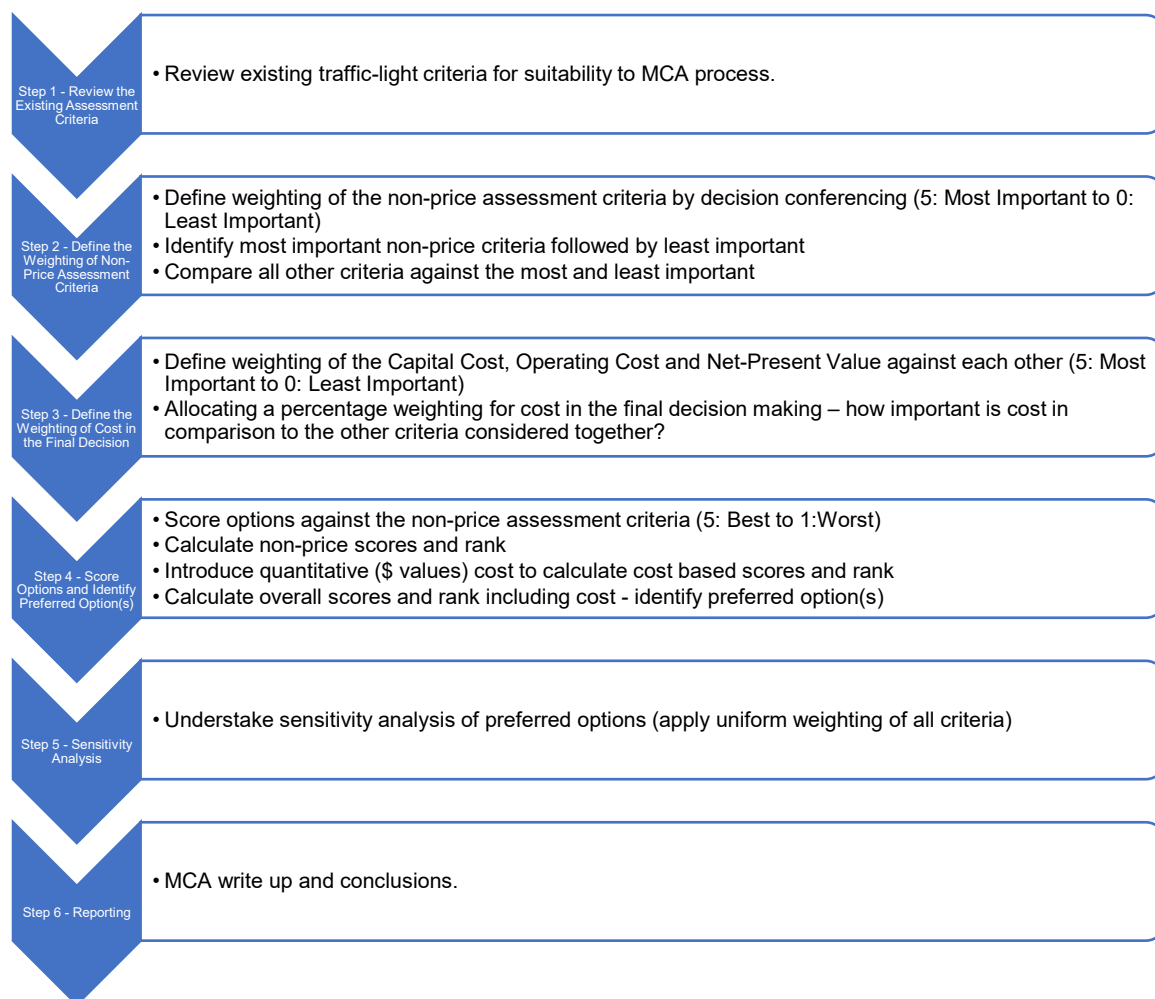 Step 1 - Review the
Existing Assessment
Criteria
• Review existing traffic-light criteria for suitability to MCA process.
Step 2 - Define the
Weighting of Non-
Price Assessment
Criteria
• Define weighting of the non-price assessment criteria by decision conferencing (5: Most Important to 0:
Least Important)
• Identify most important non-price criteria followed by least important
• Compare all other criteria against the most and least important
Step 3 - Define the
Weighting of Cost in
the Final Decision
• Define weighting of the Capital Cost, Operating Cost and Net-Present Value against each other (5: Most
Important to 0: Least Important)
• Allocating a percentage weighting for cost in the final decision making – how important is cost in
comparison to the other criteria considered together?
Step 4 - Score
Options and Identify
Preferred Option(s)
• Score options against the non-price assessment criteria (5: Best to 1:Worst)
• Calculate non-price scores and rank
• Introduce quantitative ($ values) cost to calculate cost based scores and rank
• Calculate overall scores and rank including cost - identify preferred option(s)
Step 5 - Sensitivity
Analysis
• Understake sensitivity analysis of preferred options (apply uniform weighting of all criteria)
Step 6 - Reporting
• MCA write up and conclusions.